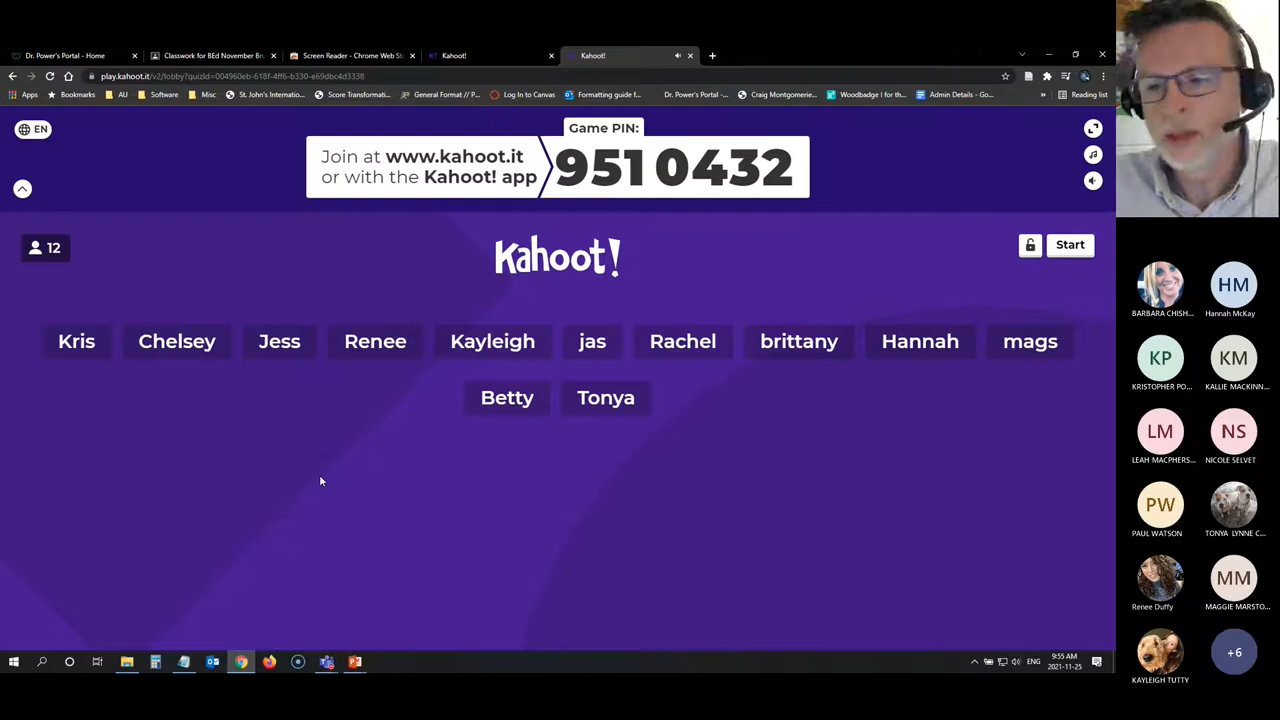 Dr. Power's Portal - Home
Classwork for BEd November Bru
Screen Reader - Chrome Web St
Kahoot!
Kahoot!
play.kahoot.it/v2/lobby?quizId=004960eb-618f-4ff6-b330-e69dbc4d3338
Apps Bookmarks AU Software Misc St. John's Internatio... Score Transformati... General Format // P... Log In to Canvas Formatting guide f... Dr. Power's Portal -... Craig Montgomerie... Woodbadge I for th... Admin Details - Go... » Reading list
EN
Game PIN:
Join at www.kahoot.it
or with the Kahoot! app
951 0432
12
Kahoot!
Start
Kris Chelsey Jess Renee Kayleigh jas Rachel brittany Hannah mags
Betty Tonya
HM
BARBARA CHISH... Hannah McKay
KP KM
KRISTOPHER PO... KALLIE MACKINN...
LM NS
LEAH MACPHERS... NICOLE SELVET
PW
PAUL WATSON TONYA LYNNE C...
MM
Renee Duffy MAGGIE MARSTO...
+6
KAYLEIGH TUTTY
ENG
9:55 AM
2021-11-25